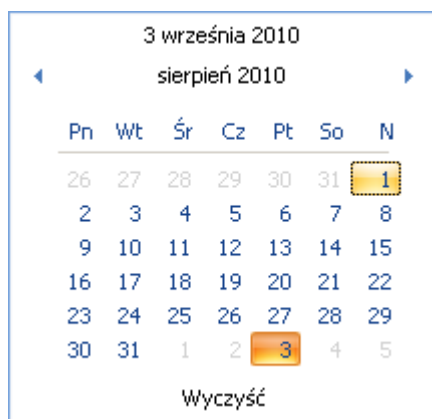 3 września 2010
sierpień 2010
Pn Wt Śr Cz Pt So N
26 27 28 29 30 31 1
2 3 4 5 6 7 8
9 10 11 12 13 14 15
16 17 18 19 20 21 22
23 24 25 26 27 28 29
30 31 1 2 3 4 5
Wyczyść